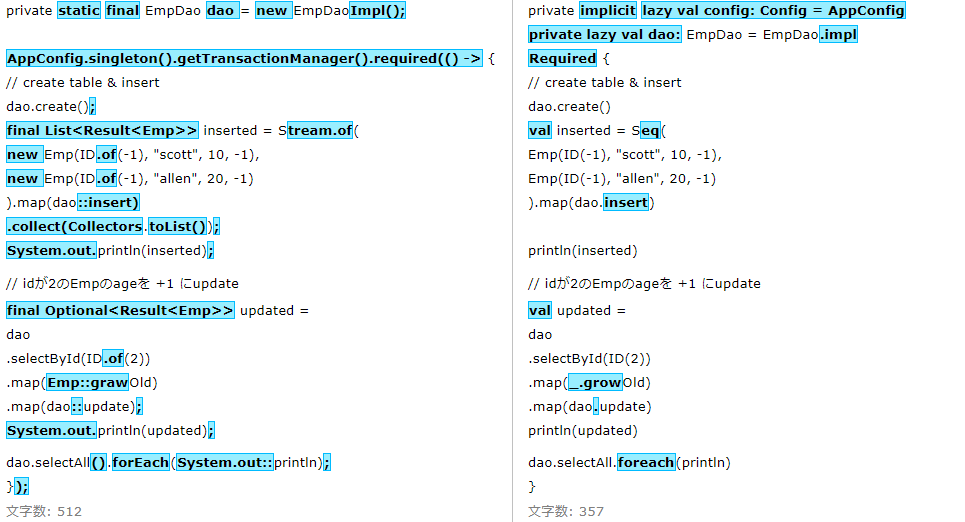 private static final EmpDao dao = new EmpDaoImpl();
AppConfig.singleton().getTransactionManager().required(() -> {
// create table & insert
dao.create();
final List<Result<Emp>> inserted = Stream.of(
new Emp(ID.of(-1), "scott", 10, -1),
new Emp(ID.of(-1), "allen", 20, -1)
).map(dao::insert)
.collect(Collectors.toList());
System.out.println(inserted);
// idが2のEmpのageを +1 にupdate
final Optional<Result<Emp>> updated =
dao
.selectById(ID.of(2))
.map(Emp::grawOld)
.map(dao::update);
System.out.println(updated);
dao.selectAll().forEach(System.out::println);
});
文字数: 512
private implicit lazy val config: Config = AppConfig
private lazy val dao: EmpDao = EmpDao.impl
Required {
// create table & insert
dao.create()
val inserted = Seq(
Emp(ID(-1), "scott", 10, -1),
Emp(ID(-1), "allen", 20, -1)
).map(dao.insert)
println(inserted)
// idが2のEmpのageを +1 にupdate
val updated =
dao
.selectById(ID(2))
.map(_.growOld)
.map(dao.update)
println(updated)
dao.selectAll.foreach(println)
}
文字数: 357